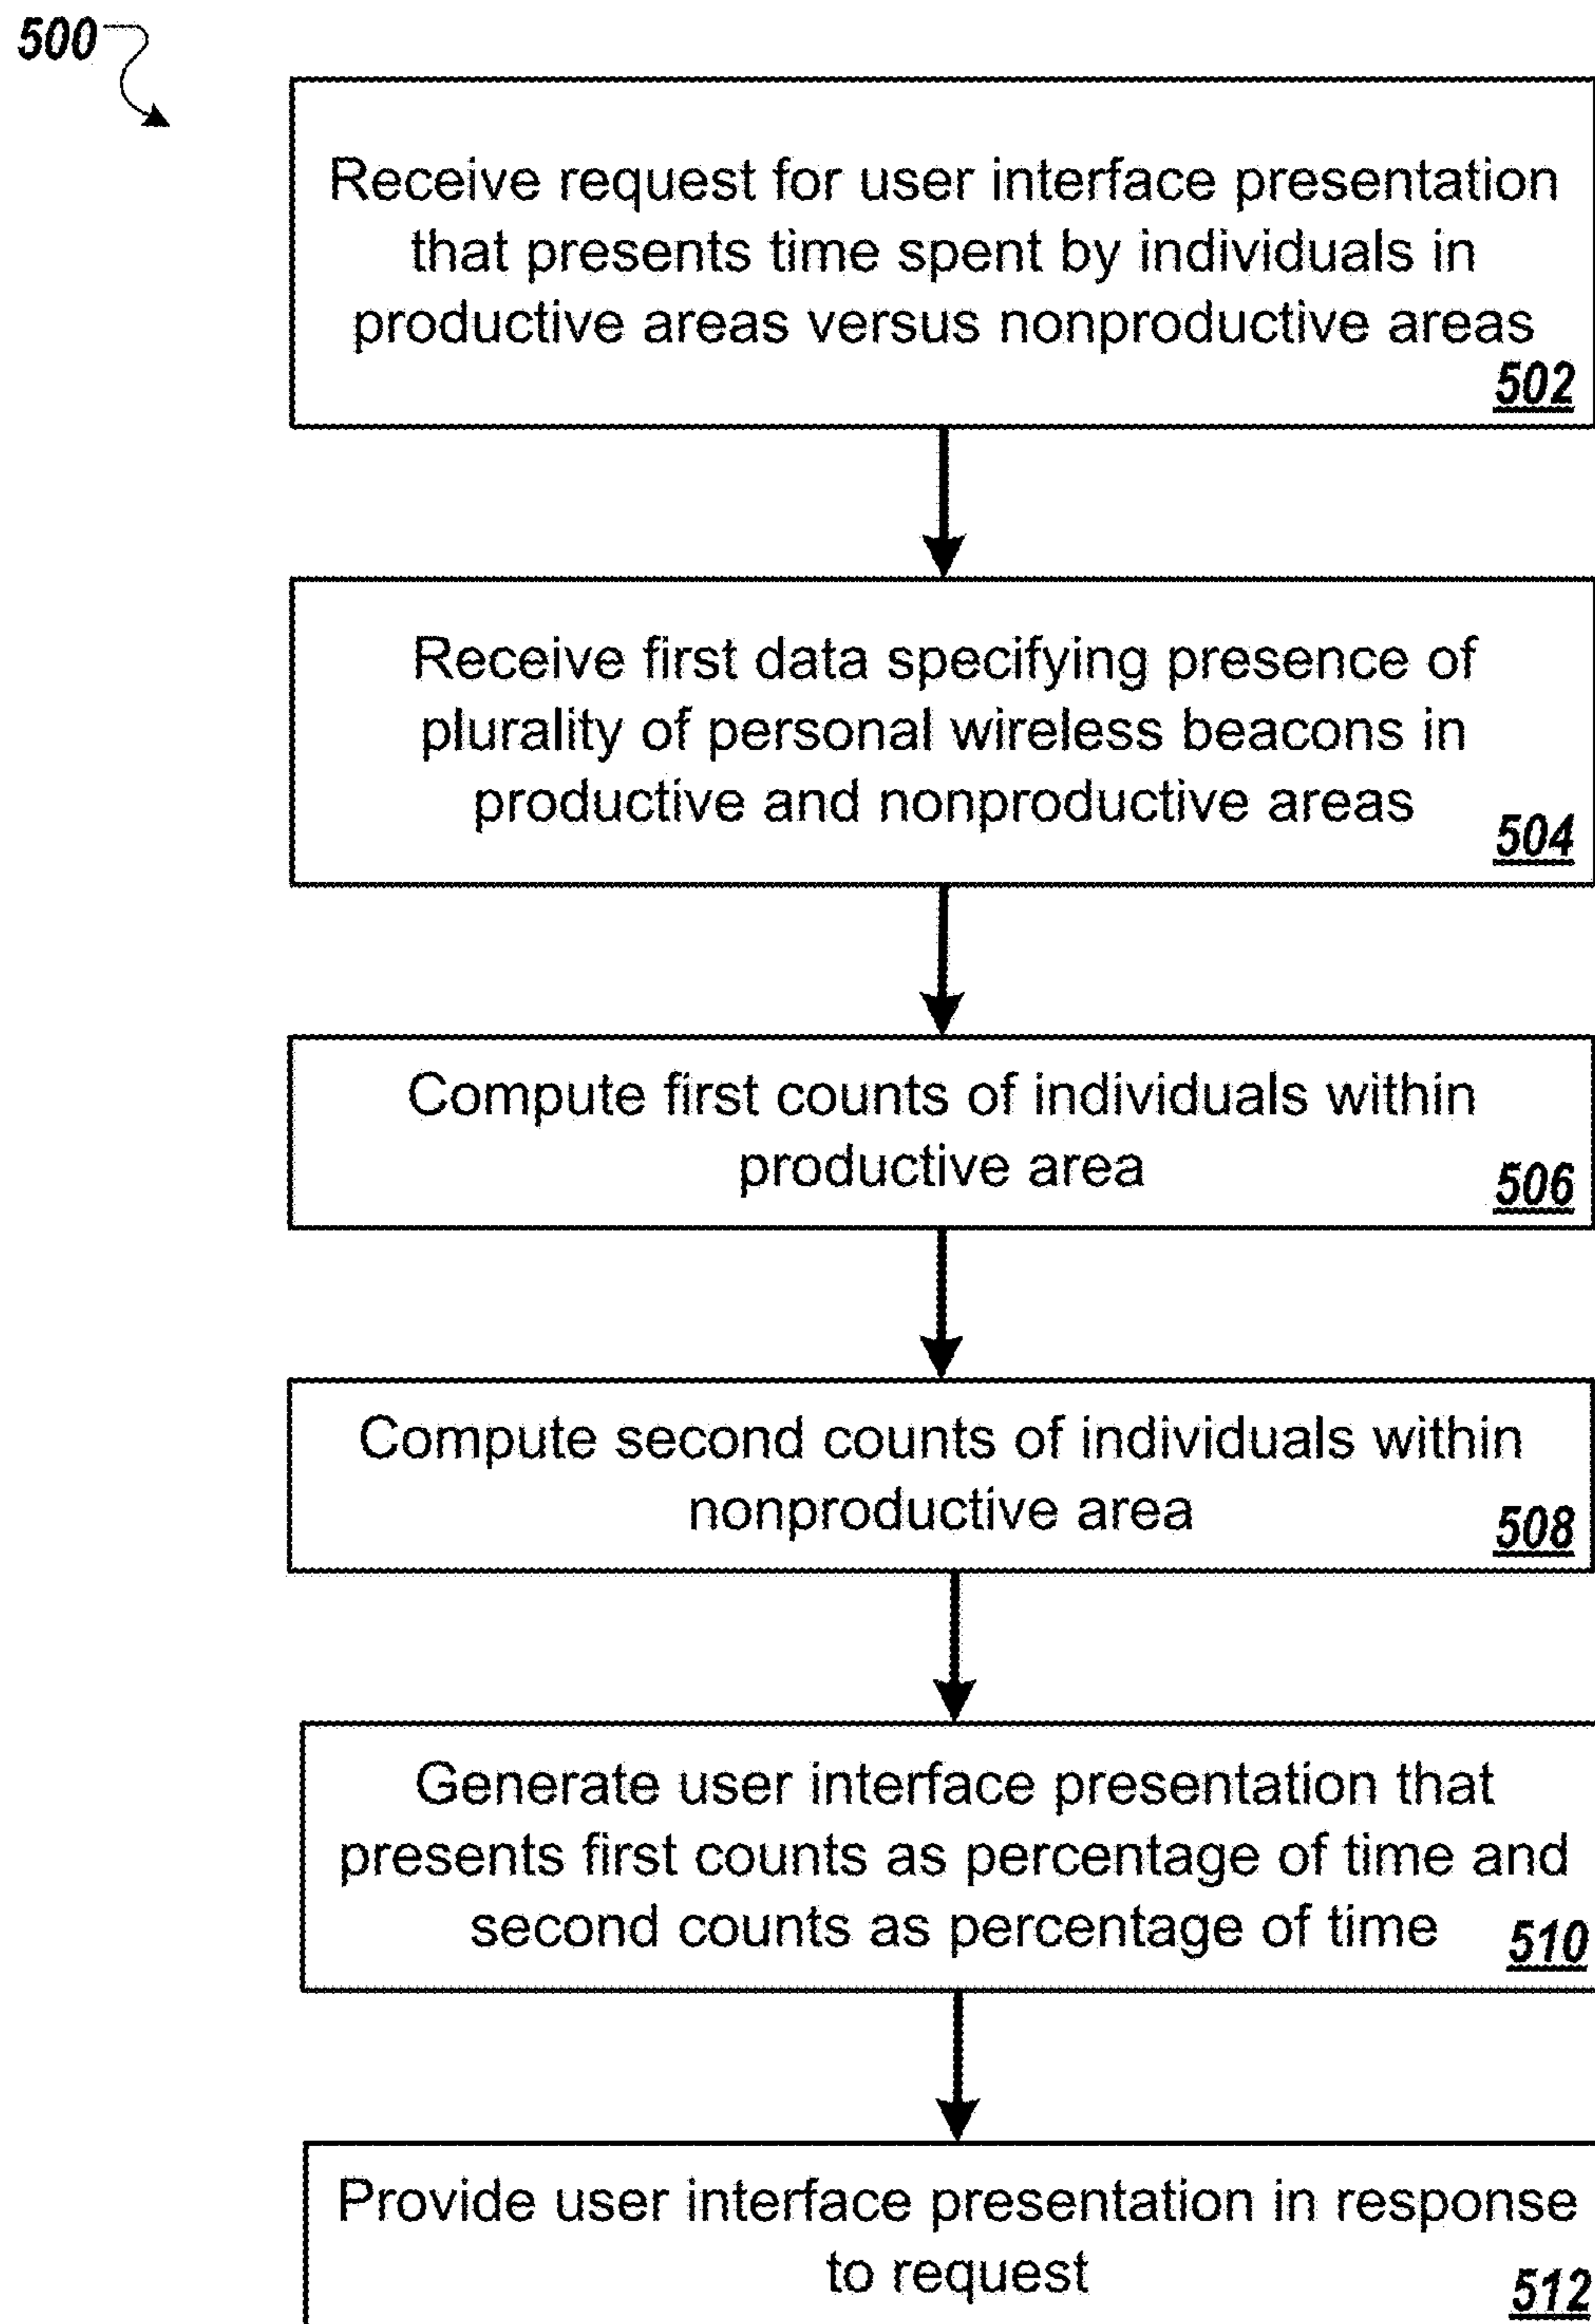 500
Receive request for user interface presentation
that presents time spent by individuals in
productive areas versus nonproductive areas
502
Receive first data specifying presence of
plurality of personal wireless beacons in
productive and nonproductive areas
504
Compute first counts of individuals within
productive area
506
Compute second counts of individuals within
nonproductive area
508
Generate user interface presentation that
presents first counts as percentage of time and
second counts as percentage of time
510
Provide user interface presentation in response
to request
512